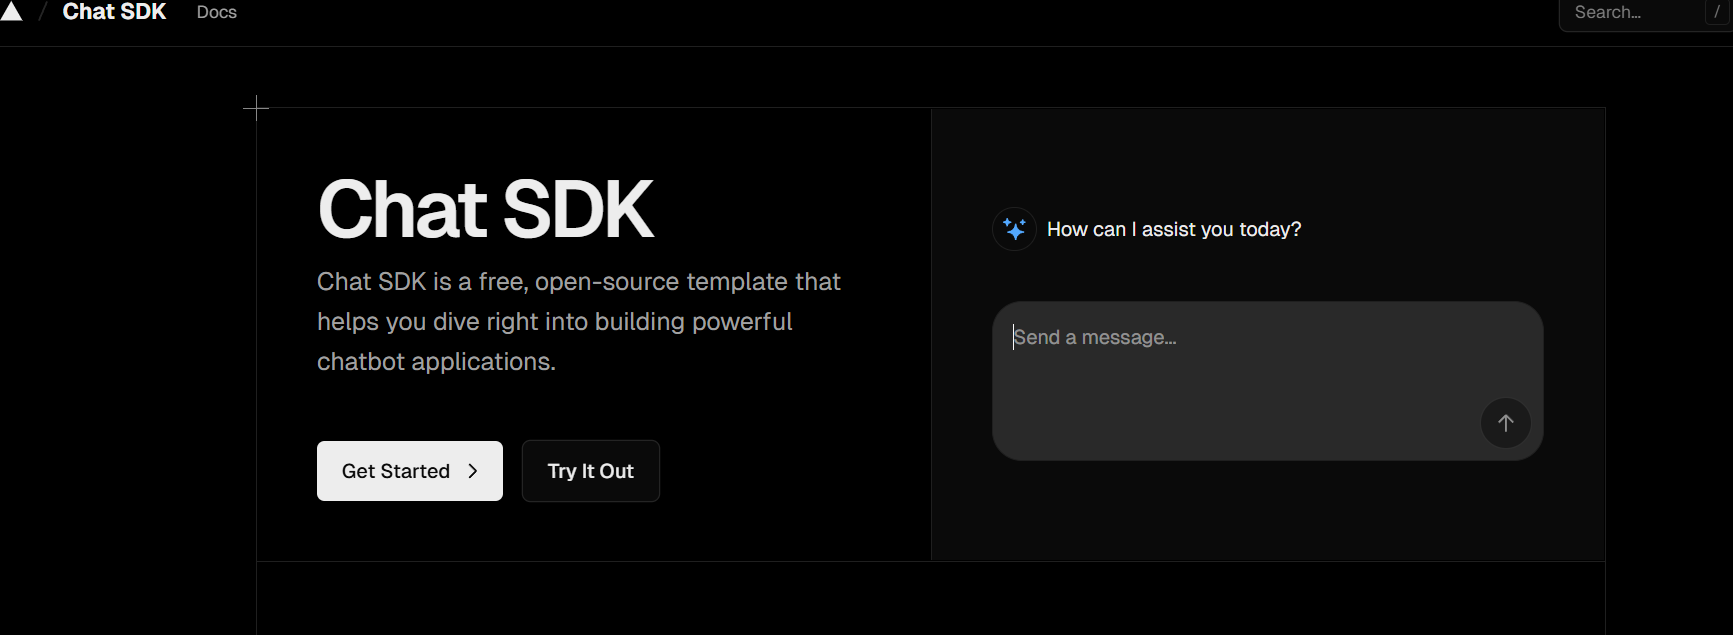 / Chat SDK Docs Search... /
Chat SDK
Chat SDK is a free, open-source template that
helps you dive right into building powerful
chatbot applications.
Get Started
Try It Out
How can I assist you today?
Send a message...